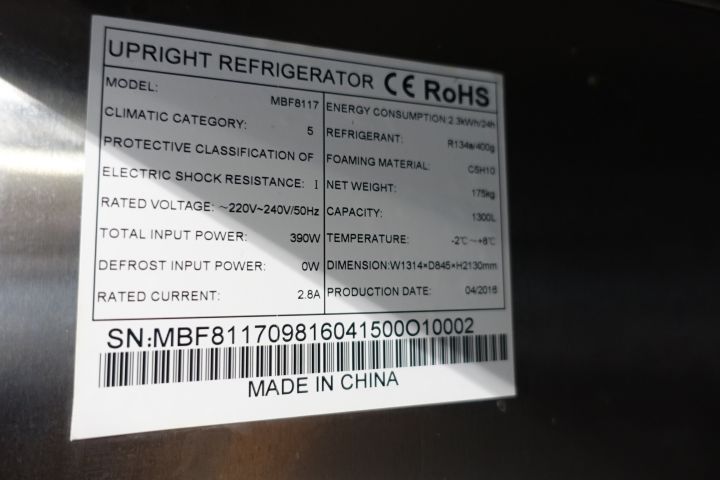 UPRIGHT REFRIGERATOR CE RoHS
MODEL: MBF8117
CLIMATIC CATEGORY: 5
PROTECTIVE CLASSIFICATION OF
ELECTRIC SHOCK RESISTANCE: I
RATED VOLTAGE: ~220V~240V/50Hz
TOTAL INPUT POWER: 390W
DEFROST INPUT POWER: 0W
RATED CURRENT: 2.8A
ENERGY CONSUMPTION:2.3kWh/24h
REFRIGERANT: R134a/400g
FOAMING MATERIAL: C5H10
NET WEIGHT: 175kg
CAPACITY: 1300L
TEMPERATURE: -2℃~+8℃
DIMENSION:W1314×D845×H2130mm
PRODUCTION DATE: 04/2016
SN:MBF811709816041500O10002
MADE IN CHINA